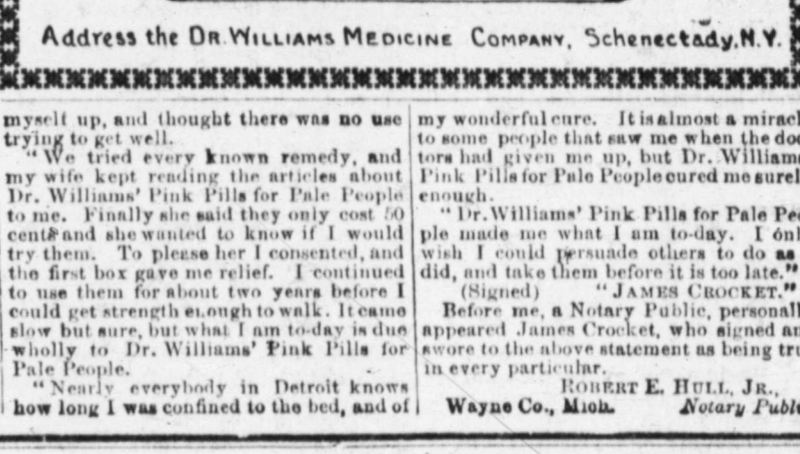 Address the DR. WILLIAMS MEDICINE COMPANY, Schenectady, N.Y.
myself up, and thought there was no use
trying to get well.
"We tried every known remedy, and
my wife kept reading the articles about
Dr. Williams' Pink Pills for Pale People
to me. Finally she said they only cost 50
cents and she wanted to know if I would
try them. To please her I consented, and
the first box gave me relief. I continued
to use them for about two years before I
could get strength enough to walk. It came
slow but sure, but what I am to-day is due
wholly to Dr. Williams' Pink Pills for
Pale People.
"Nearly everybody in Detroit knows
how long I was confined to the bed, and of
my wonderful cure. It is almost a miracl
to some people that saw me when the doc
tors had given me up, but Dr. William
Pink Pills for Pale People cured me surel
enough.
"Dr. Williams' Pink Pills for Pale Peo
ple made me what I am to-day. I onl
wish I could persuade others to do as
did, and take them before it is too late."
(Signed) "JAMES CROCKET."
Before me, a Notary Public, personall
appeared James Crocket, who signed an
swore to the above statement as being tru
in every particular.
ROBERT E. HULL, JR.,
Wayne Co., Mich. Notary Publ